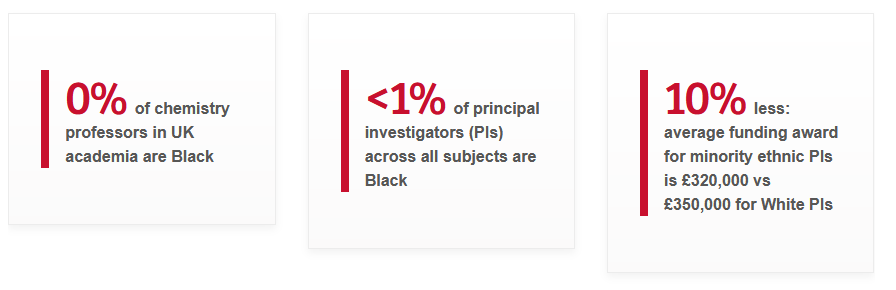 0% of chemistry
professors in UK
academia are Black
<1% of principal
investigators (PIs)
across all subjects are
Black
10% less:
average funding award
for minority ethnic PIs
is £320,000 vs
£350,000 for White PIs